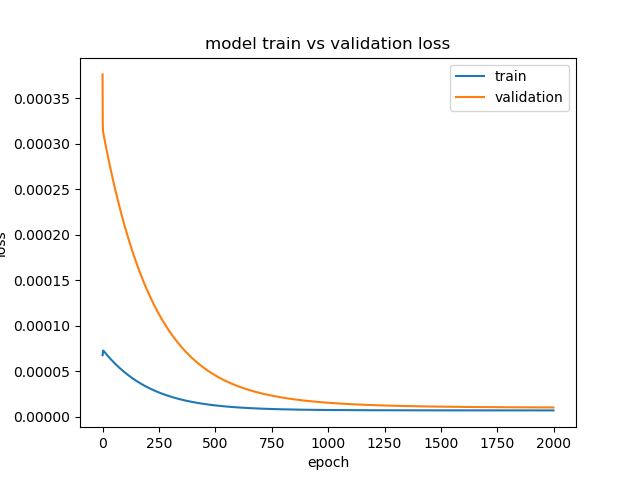 model train vs validation loss
train
validation
0.00035
0.00030
0.00025
0.00020
0.00015
0.00010
0.00005
0.00000
loss
0 250 500 750 1000 1250 1500 1750 2000
epoch